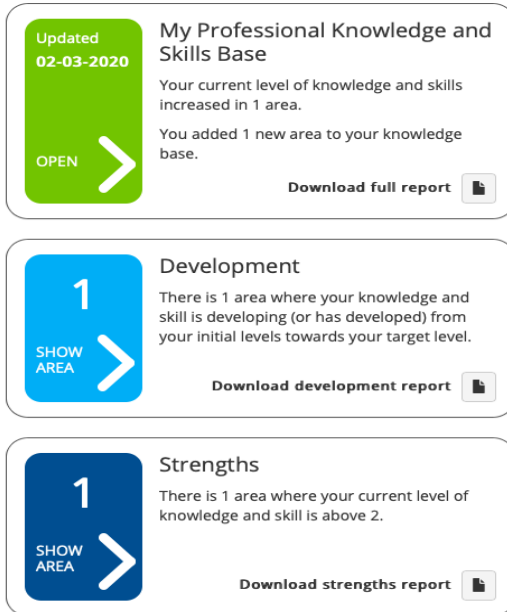 Updated
02-03-2020
OPEN
My Professional Knowledge and
Skills Base
Your current level of knowledge and skills
increased in 1 area.
You added 1 new area to your knowledge
base.
Download full report
1
SHOW
AREA
Development
There is 1 area where your knowledge and
skill is developing (or has developed) from
your initial levels towards your target level.
Download development report
1
SHOW
AREA
Strengths
There is 1 area where your current level of
knowledge and skill is above 2.
Download strengths report